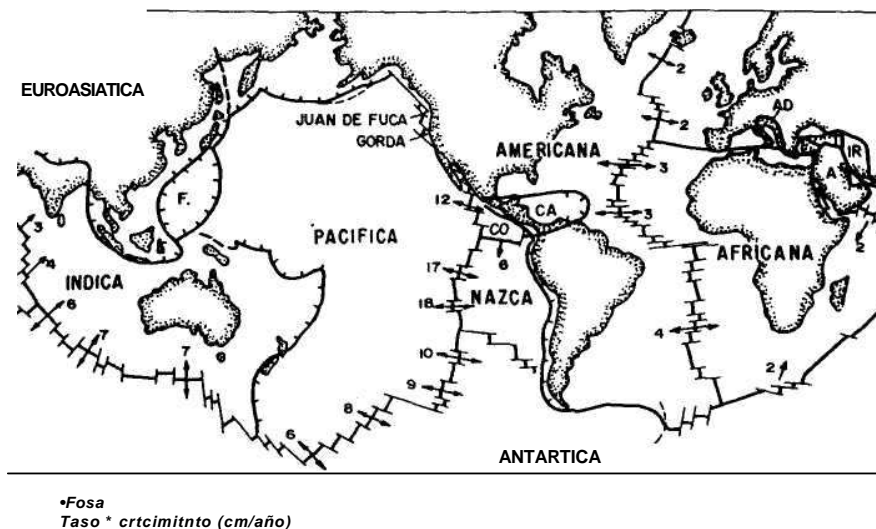 EUROASIATICA
JUAN DE FUCA
GORDA
AMERICANA
AD
IR
A
F.
PACIFICA
CA
CO
INDICA
NAZCA
AFRICANA
ANTARTICA
2
2
3
3
12
6
17
18
10
9
8
6
4
2
2
3
4
6
7
7
•Fosa
Taso * crtcimitnto (cm/año)